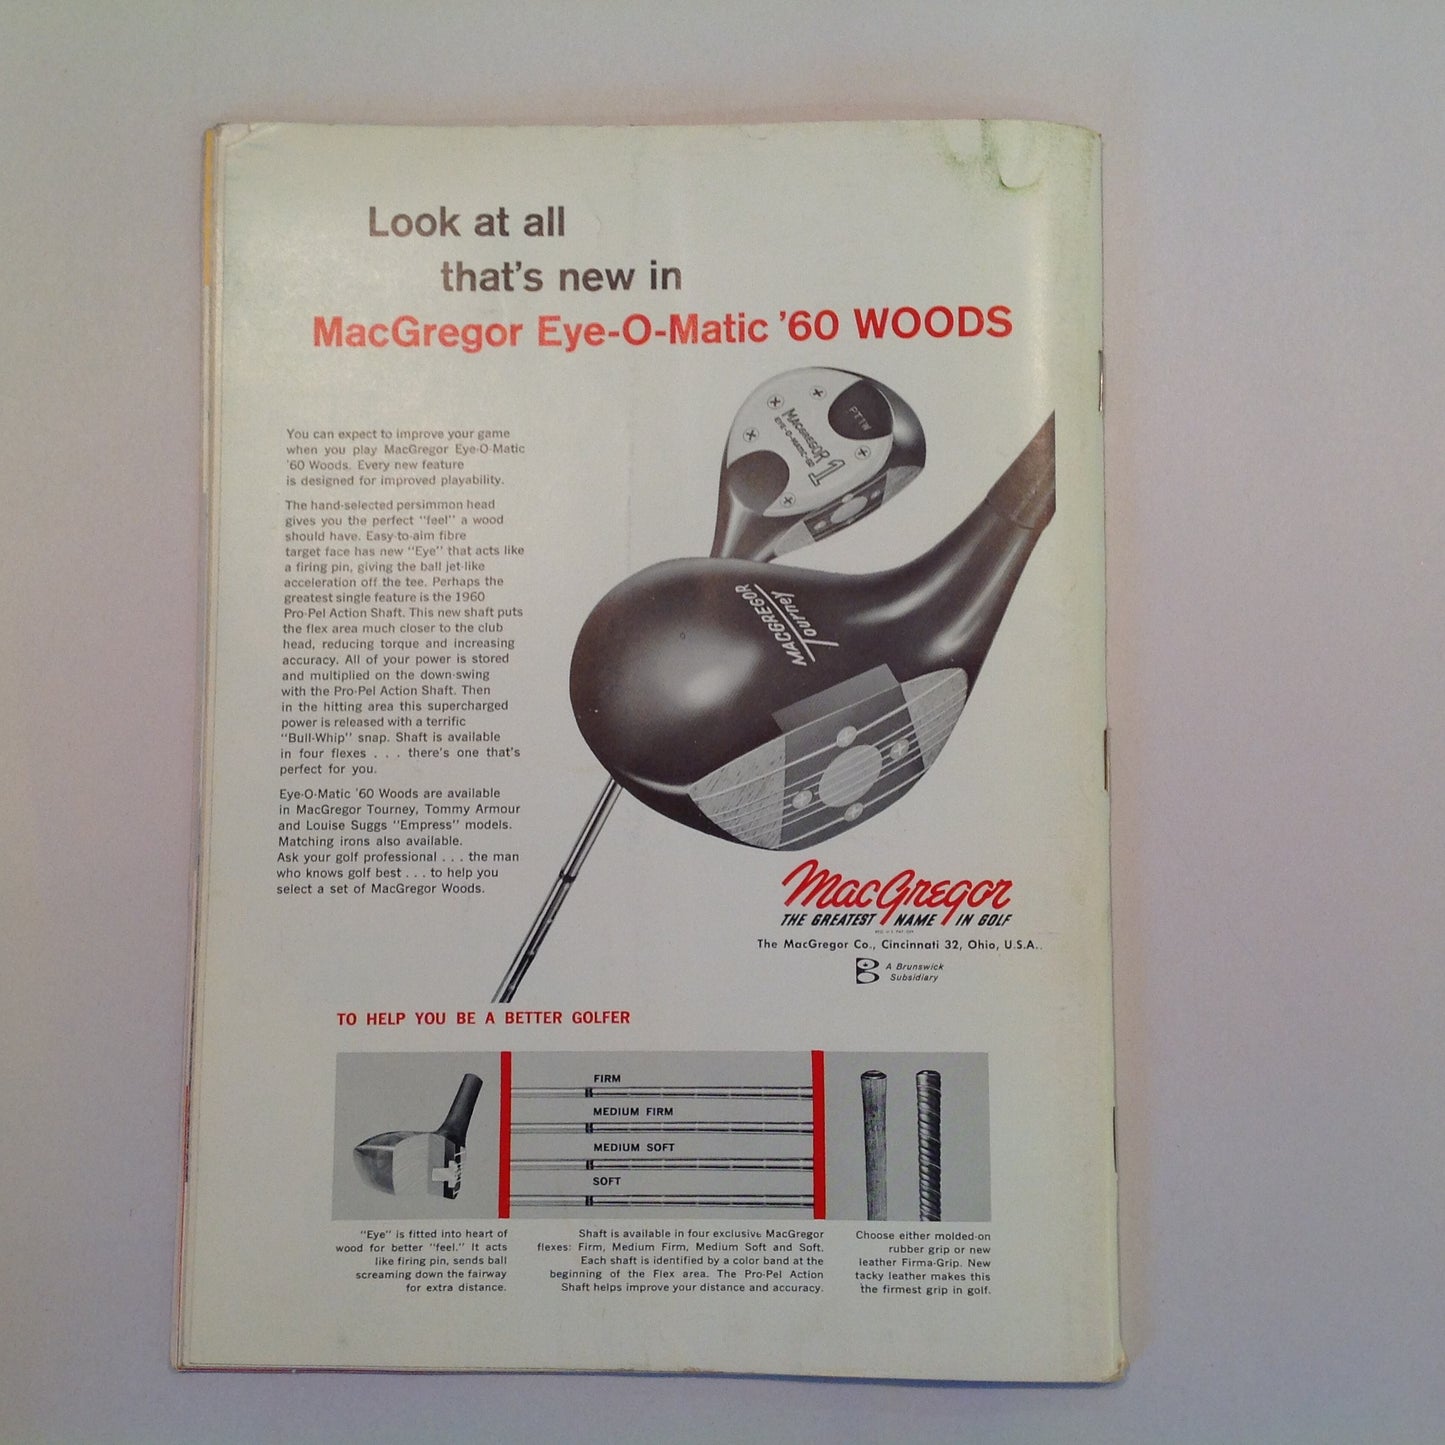 Look at all
that's new in
MacGregor Eye-O-Matic '60 WOODS
You can expect to improve your game
when you play MacGregor Eye-O-Matic
'60 Woods. Every new feature
is designed for improved playability.
The hand-selected persimmon head
gives you the perfect "feel" a wood
should have. Easy-to-aim fibre
target face has new "Eye" that acts like
a firing pin, giving the ball jet-like
acceleration off the tee. Perhaps the
greatest single feature is the 1960
Pro-Pel Action Shaft. This new shaft puts
the flex area much closer to the club
head, reducing torque and increasing
accuracy. All of your power is stored
and multiplied on the down-swing
with the Pro-Pel Action Shaft. Then
in the hitting area this supercharged
power is released with a terrific
"Bull-Whip" snap. Shaft is available
in four flexes . . . there's one that's
perfect for you.
Eye-O-Matic '60 Woods are available
in MacGregor Tourney, Tommy Armour
and Louise Suggs "Empress" models.
Matching irons also available.
Ask your golf professional . . . the man
who knows golf best . . . to help you
select a set of MacGregor Woods.
PT1W
MACGREGOR
EYE-O-MATIC-60
1
MACGREGOR
Tourney
MacGregor
THE GREATEST NAME IN GOLF
The MacGregor Co., Cincinnati 32, Ohio, U.S.A.
A Brunswick
Subsidiary
TO HELP YOU BE A BETTER GOLFER
FIRM
MEDIUM FIRM
MEDIUM SOFT
SOFT
"Eye" is fitted into heart of
wood for better "feel." It acts
like firing pin, sends ball
screaming down the fairway
for extra distance.
Shaft is available in four exclusive MacGregor
flexes: Firm, Medium Firm, Medium Soft and Soft.
Each shaft is identified by a color band at the
beginning of the Flex area. The Pro-Pel Action
Shaft helps improve your distance and accuracy.
Choose either molded-on
rubber grip or new
leather Firma-Grip. New
tacky leather makes this
the firmest grip in golf.